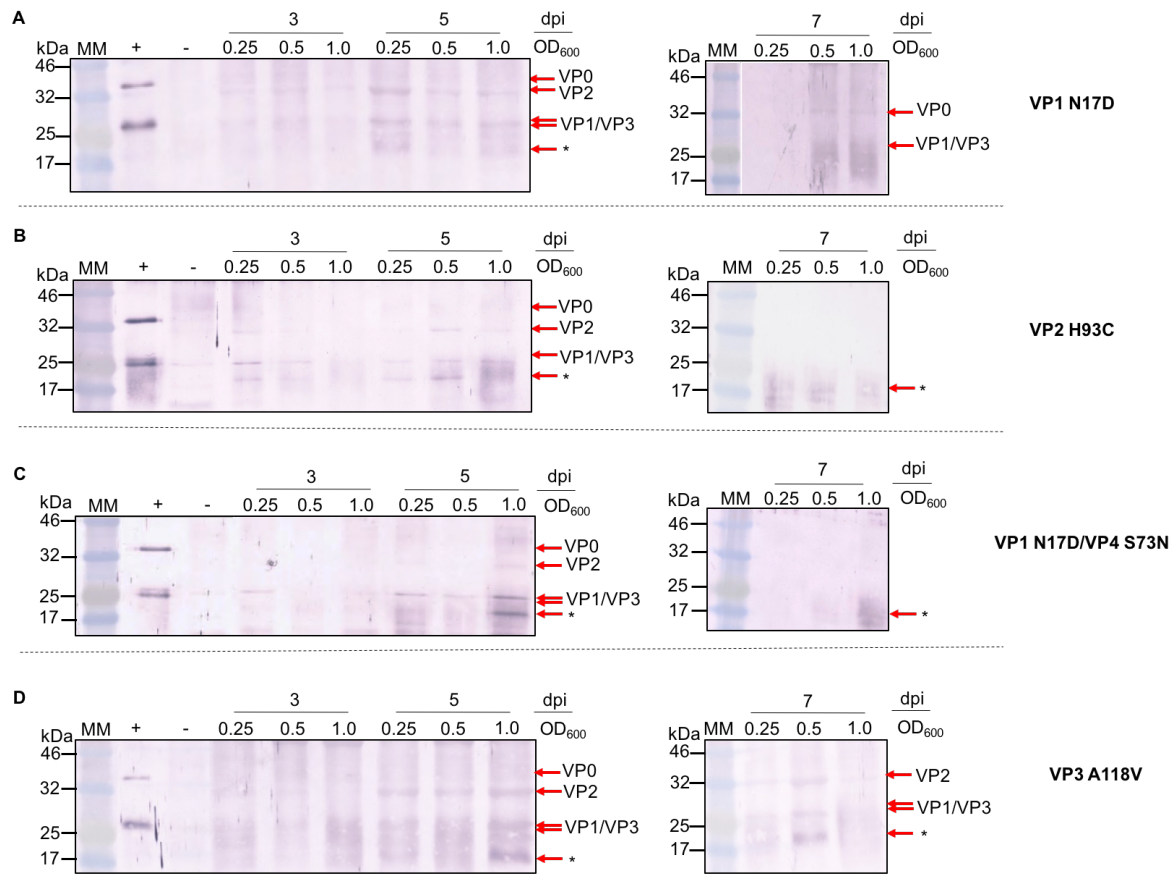 A
3 5 dpi
kDa MM + - 0.25 0.5 1.0 0.25 0.5 1.0 OD600
46
32
25
17
VP0
VP2
VP1/VP3
*
7 dpi
kDa MM 0.25 0.5 1.0 OD600
46
32
25
17
VP0
VP1/VP3
VP1 N17D
B
3 5 dpi
kDa MM + - 0.25 0.5 1.0 0.25 0.5 1.0 OD600
46
32
25
17
VP0
VP2
VP1/VP3
*
7 dpi
kDa MM 0.25 0.5 1.0 OD600
46
32
25
17
*
VP2 H93C
C
3 5 dpi
kDa MM + - 0.25 0.5 1.0 0.25 0.5 1.0 OD600
46
32
25
17
VP0
VP2
VP1/VP3
*
7 dpi
kDa MM 0.25 0.5 1.0 OD600
46
32
25
17
*
VP1 N17D/VP4 S73N
D
3 5 dpi
kDa MM + - 0.25 0.5 1.0 0.25 0.5 1.0 OD600
46
32
25
17
VP0
VP2
VP1/VP3
*
7 dpi
kDa MM 0.25 0.5 1.0 OD600
46
32
25
17
VP2
VP1/VP3
*
VP3 A118V